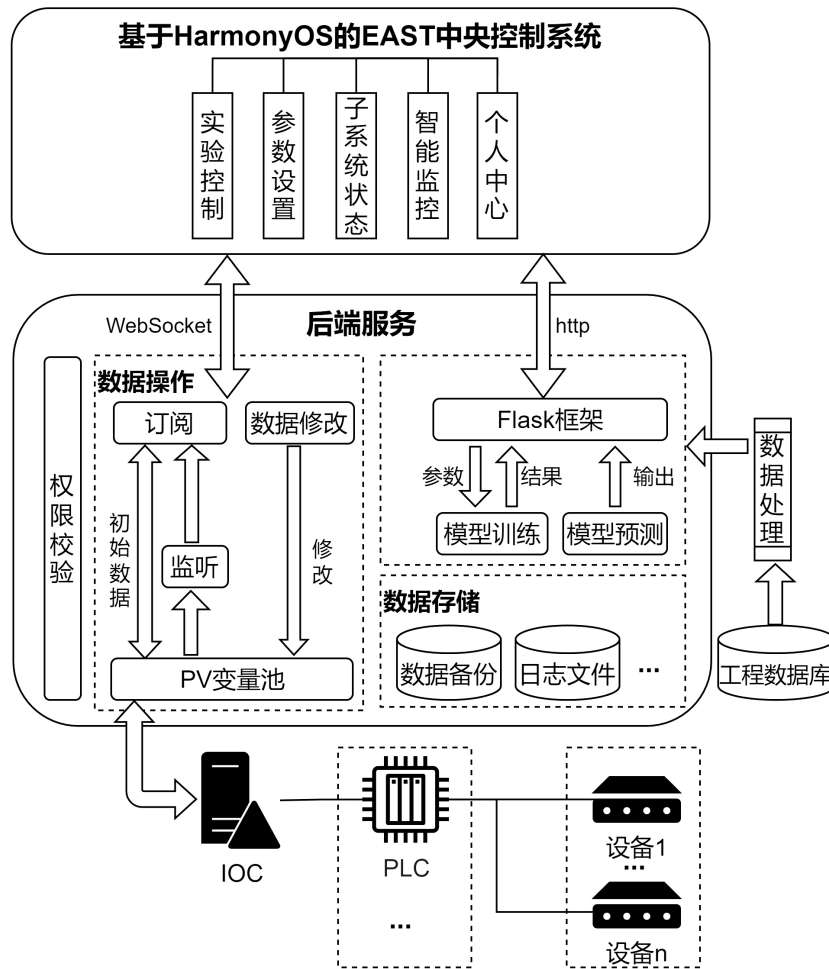 基于HarmonyOS的EAST中央控制系统
实验控制
参数设置
子系统状态
智能监控
个人中心
WebSocket
后端服务
http
权限校验
数据操作
订阅
数据修改
初始数据
监听
修改
PV变量池
Flask框架
参数
结果
输出
模型训练
模型预测
数据存储
数据备份
日志文件
...
数据处理
工程数据库
IOC
PLC
...
设备1
...
设备n